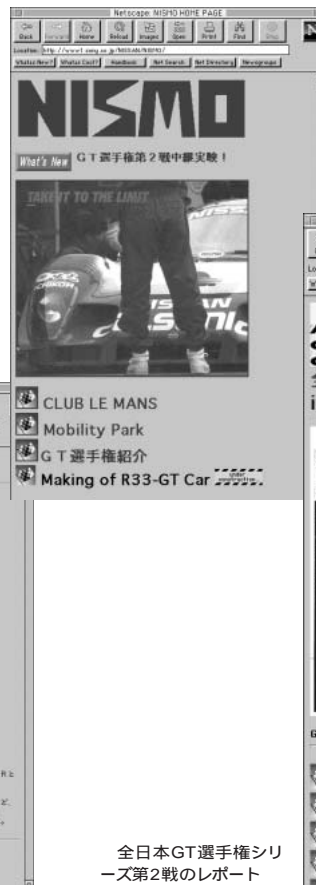 Netscape: NISMO HOME PAGE
Back Forward Home Reload Images Open Print Find Stop
Location: http://www1.sony.co.jp/NISSAN/NISMO/
What's New? What's Cool? Handbook Net Search Net Directory Newsgroups
NISMO
What's New GT選手権第2戦中継実験!
TAKE IT TO THE LIMIT
NISSAN
CLUB LE MANS
Mobility Park
GT選手権紹介
Making of R33-GT Car under construction
全日本GT選手権シリ
ーズ第2戦のレポート